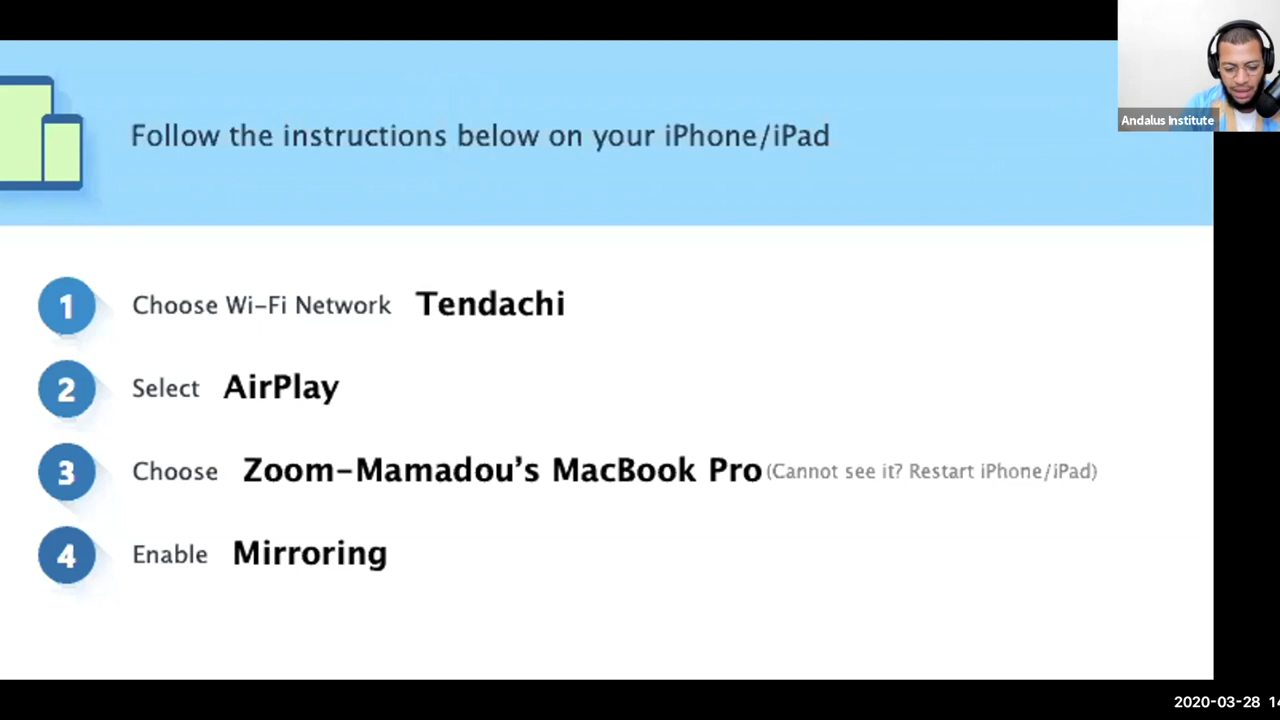 Andalus Institute
Follow the instructions below on your iPhone/iPad
1 Choose Wi-Fi Network Tendachi
2 Select AirPlay
3 Choose Zoom-Mamadou's MacBook Pro (Cannot see it? Restart iPhone/iPad)
4 Enable Mirroring
2020-03-28